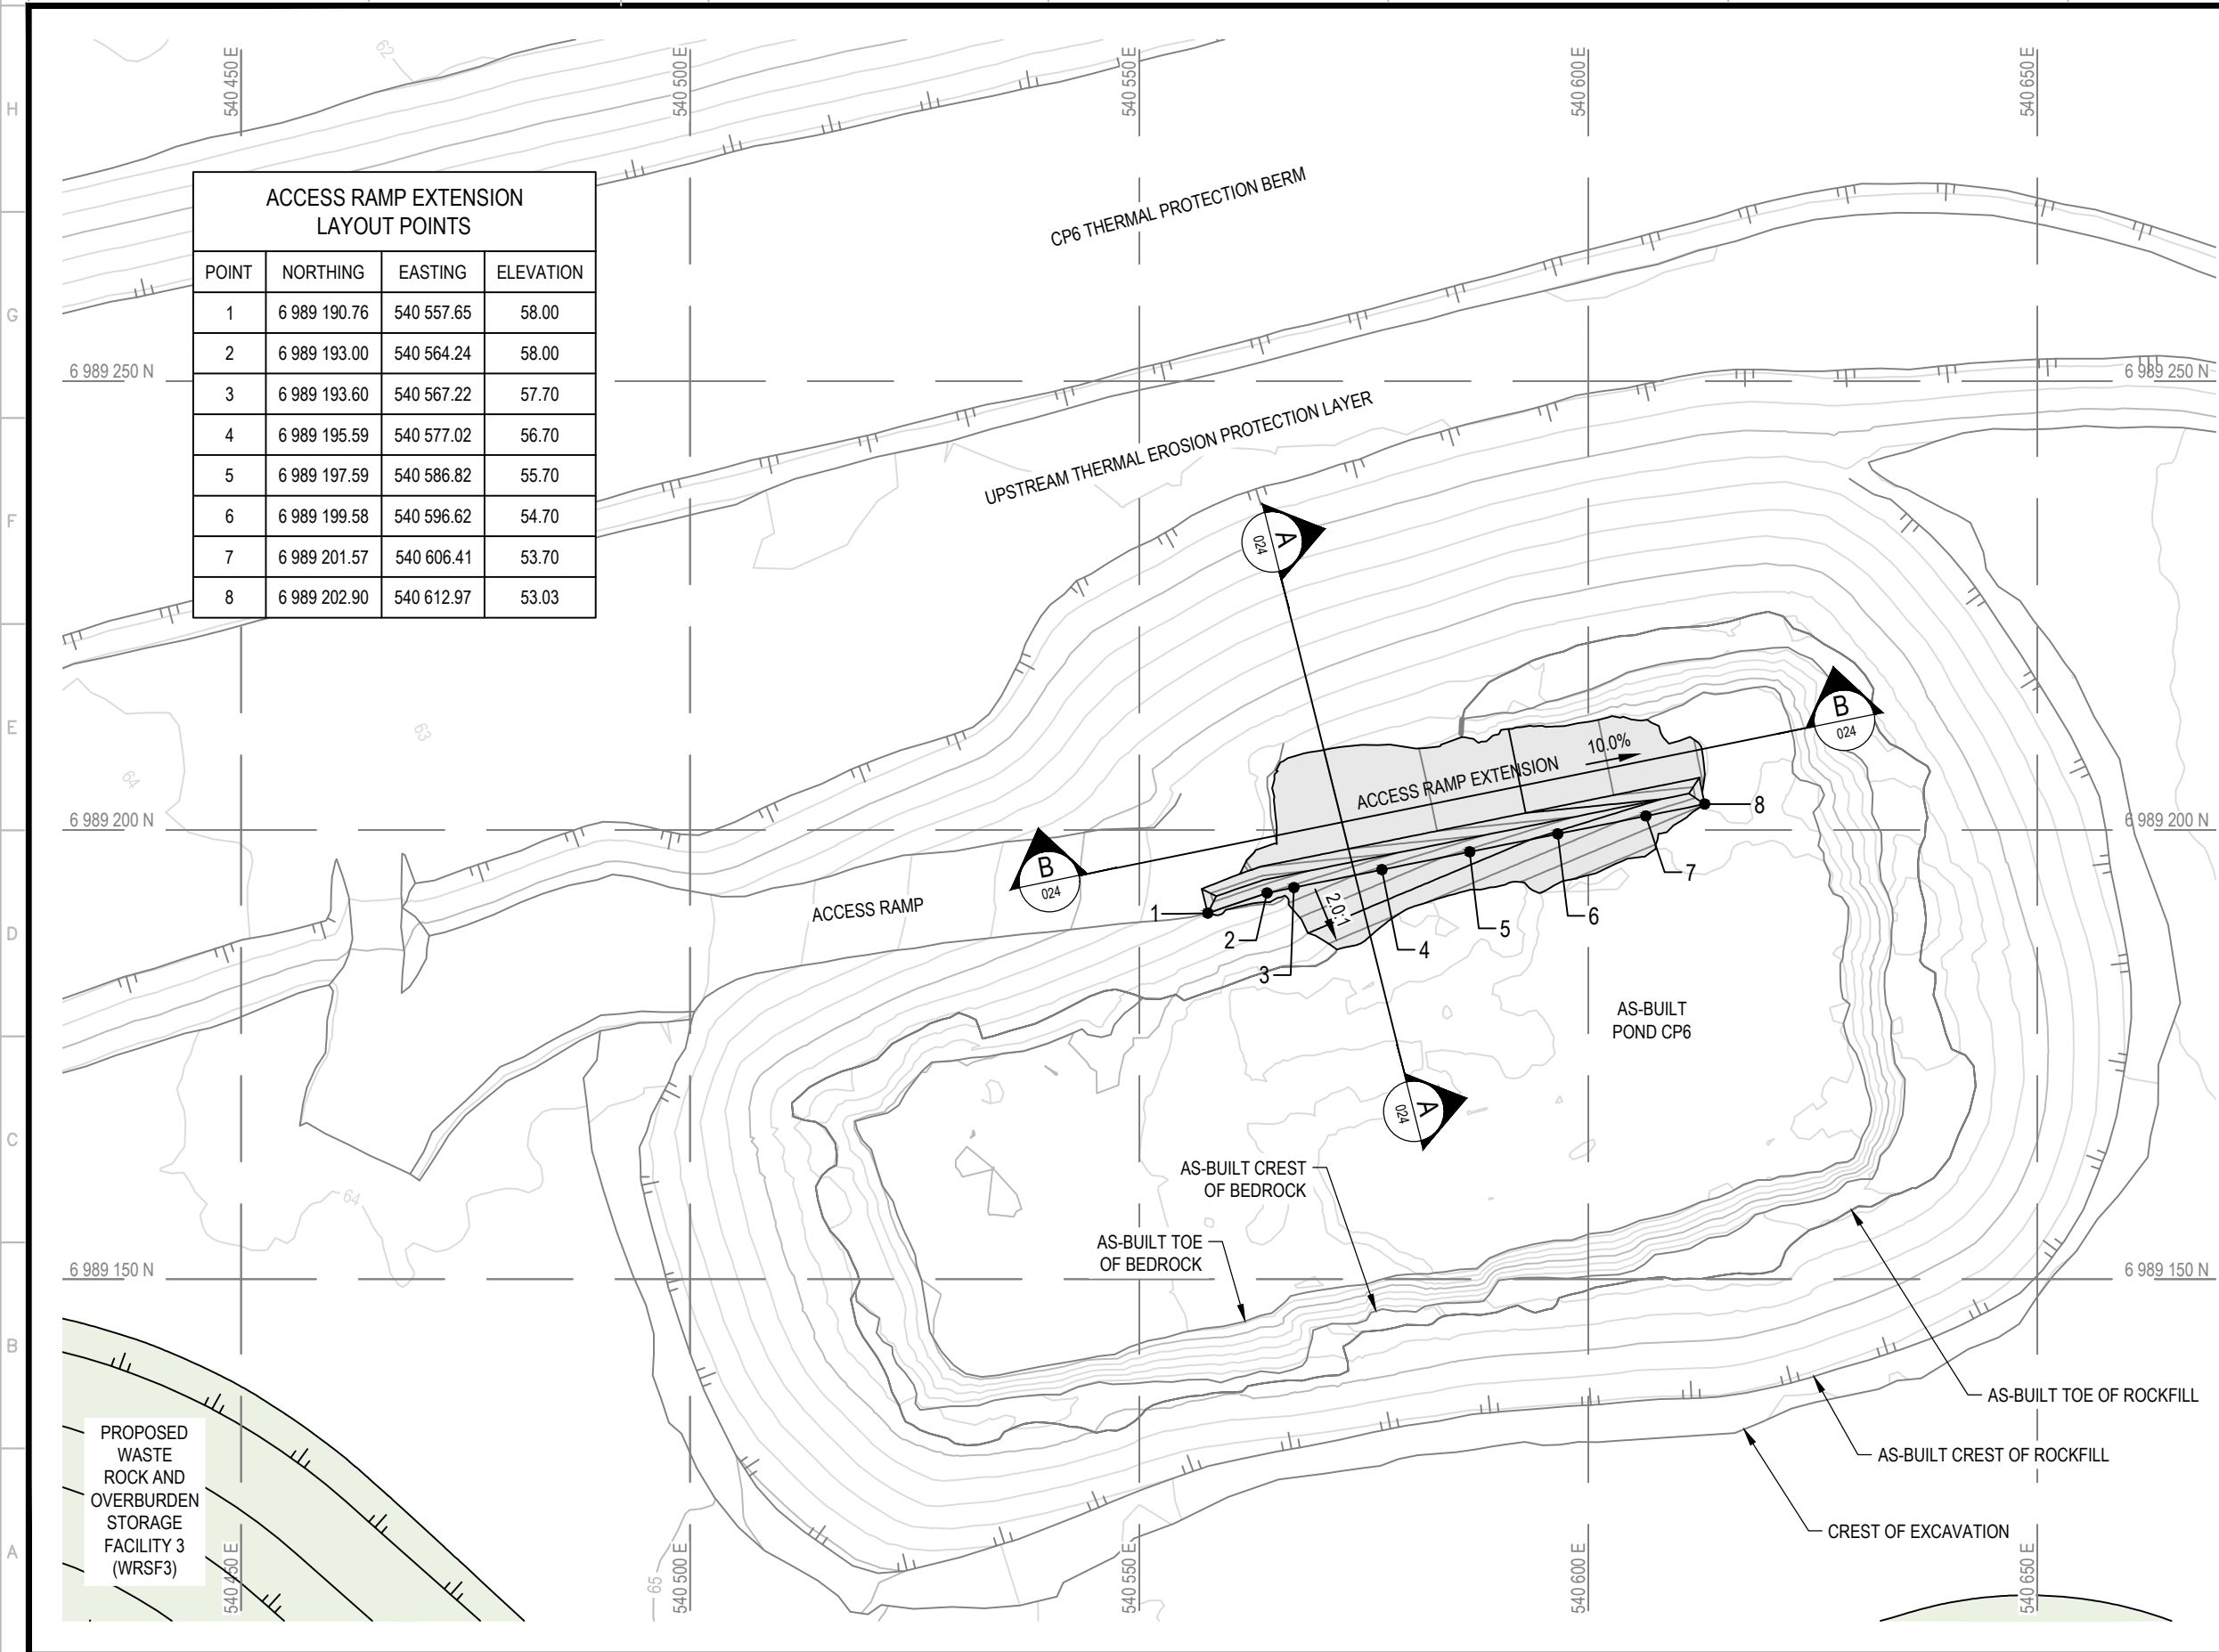 H
G
F
E
D
C
B
A
540 450 E
540 500 E
540 550 E
540 600 E
540 650 E
62
CP6 THERMAL PROTECTION BERM
ACCESS RAMP EXTENSION
LAYOUT POINTS
POINT NORTHING EASTING ELEVATION
1 6 989 190.76 540 557.65 58.00
2 6 989 193.00 540 564.24 58.00
3 6 989 193.60 540 567.22 57.70
4 6 989 195.59 540 577.02 56.70
5 6 989 197.59 540 586.82 55.70
6 6 989 199.58 540 596.62 54.70
7 6 989 201.57 540 606.41 53.70
8 6 989 202.90 540 612.97 53.03
6 989 250 N
6 989 250 N
UPSTREAM THERMAL EROSION PROTECTION LAYER
A
024
B
024
63
64
10.0%
ACCESS RAMP EXTENSION
8
6 989 200 N
6 989 200 N
B
024
ACCESS RAMP
1
2
3
2.0:1
4
5
6
7
AS-BUILT
POND CP6
A
024
AS-BUILT CREST
OF BEDROCK
64
AS-BUILT TOE
OF BEDROCK
6 989 150 N
6 989 150 N
AS-BUILT TOE OF ROCKFILL
AS-BUILT CREST OF ROCKFILL
CREST OF EXCAVATION
PROPOSED
WASTE
ROCK AND
OVERBURDEN
STORAGE
FACILITY 3
(WRSF3)
65
540 450 E
540 500 E
540 550 E
540 600 E
540 650 E